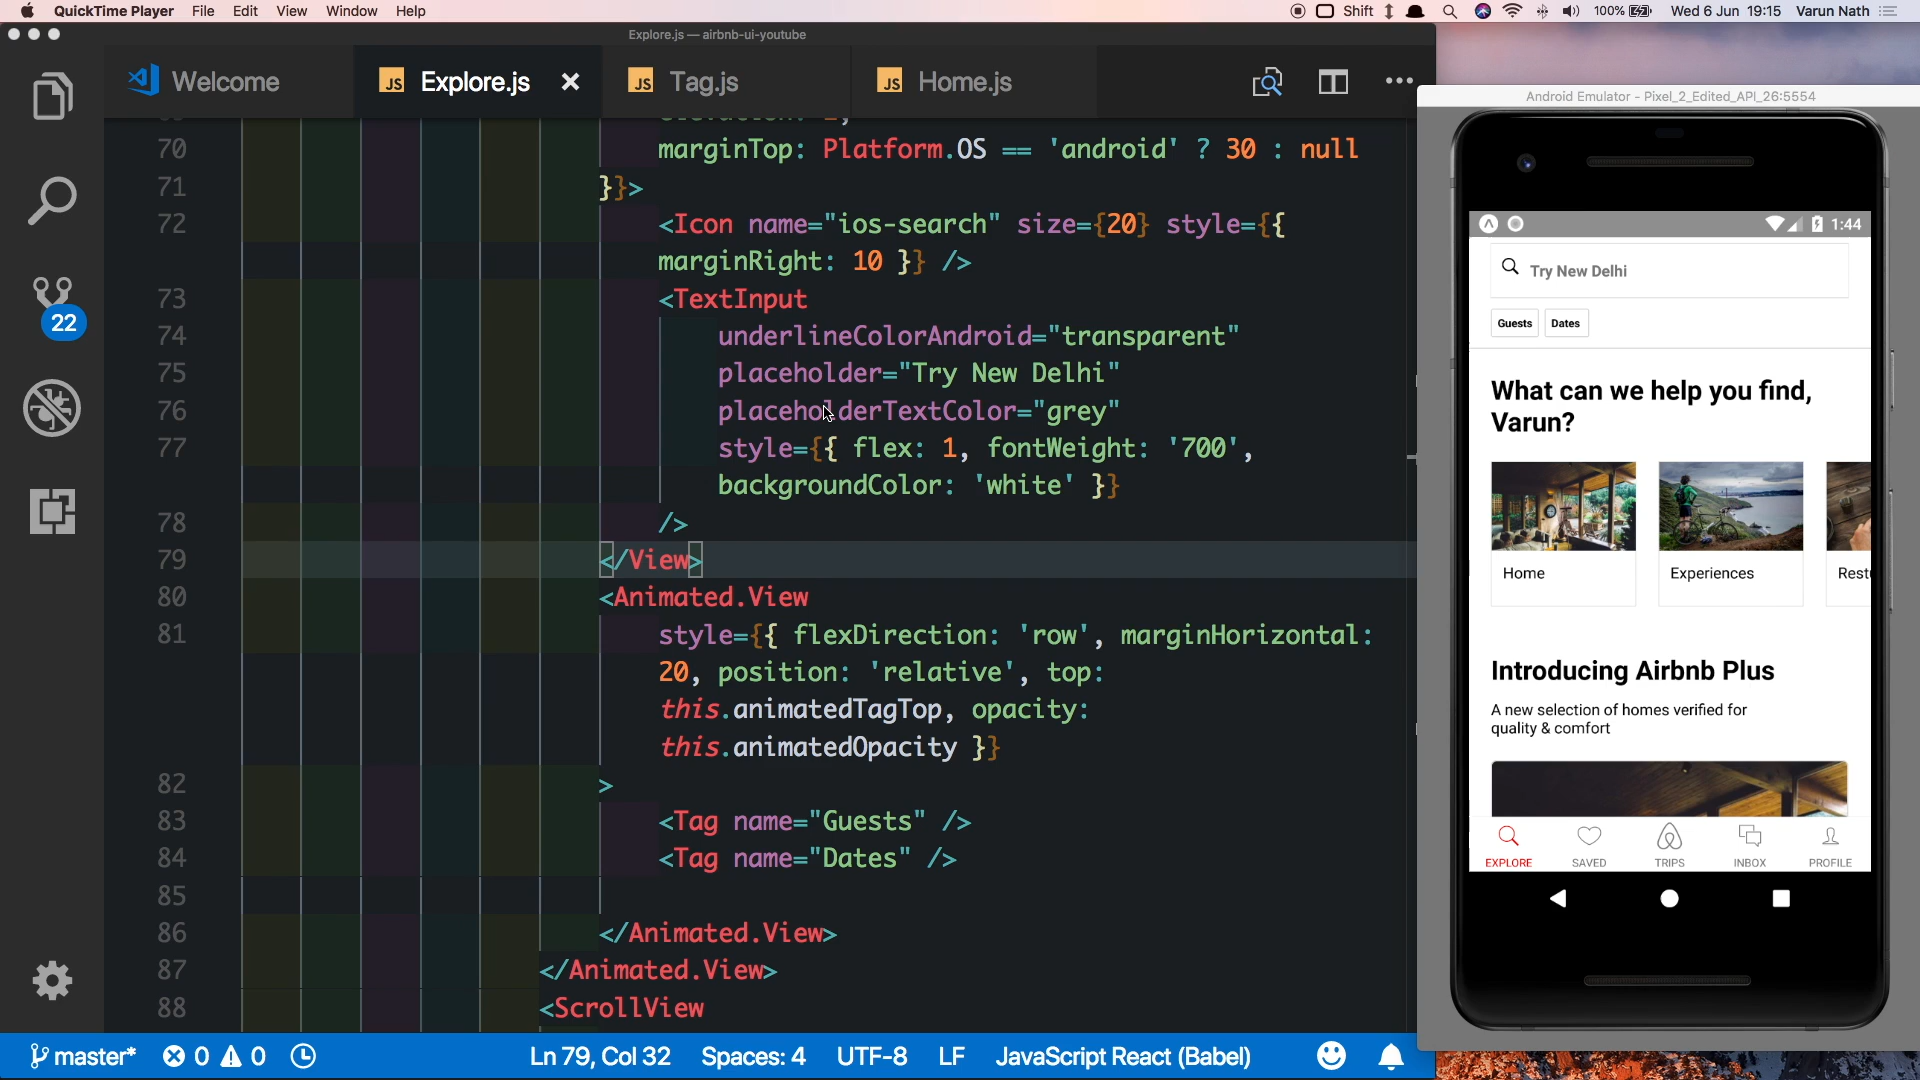 QuickTime Player File Edit View Window Help
Shift 100% Wed 6 Jun 19:15 Varun Nath
Explore.js — airbnb-ui-youtube
Welcome
JS Explore.js
JS Tag.js
JS Home.js
70 marginTop: Platform.OS == 'android' ? 30 : null
71 }}>
72 <Icon name="ios-search" size={20} style={{
marginRight: 10 }} />
73 <TextInput
74 underlineColorAndroid="transparent"
75 placeholder="Try New Delhi"
76 placeholderTextColor="grey"
77 style={{ flex: 1, fontWeight: '700',
backgroundColor: 'white' }}
78 />
79 </View>
80 <Animated.View
81 style={{ flexDirection: 'row', marginHorizontal:
20, position: 'relative', top:
this.animatedTagTop, opacity:
this.animatedOpacity }}
82 >
83 <Tag name="Guests" />
84 <Tag name="Dates" />
85
86 </Animated.View>
87 </Animated.View>
88 <ScrollView
22
master* 0 0 Ln 79, Col 32 Spaces: 4 UTF-8 LF JavaScript React (Babel)
Android Emulator - Pixel_2_Edited_API_26:5554
1:44
Try New Delhi
Guests Dates
What can we help you find,
Varun?
Home Experiences Rest
Introducing Airbnb Plus
A new selection of homes verified for
quality & comfort
EXPLORE SAVED TRIPS INBOX PROFILE